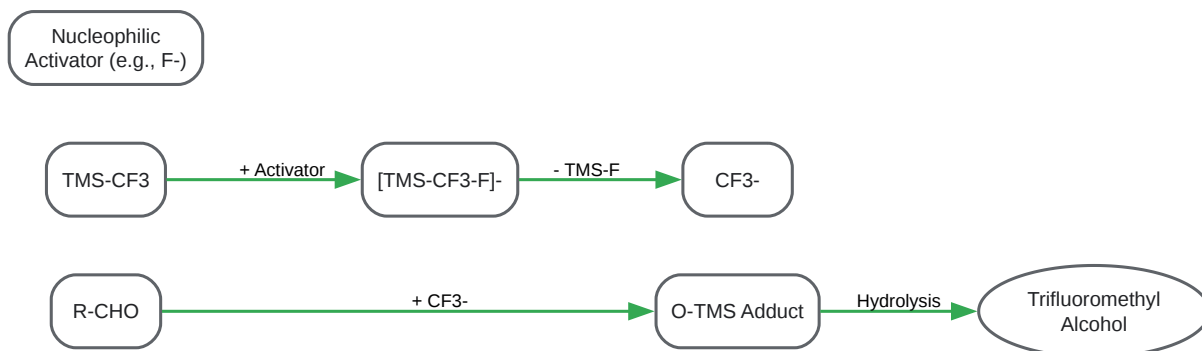 Nucleophilic
Activator (e.g., F-)
TMS-CF3
+ Activator
[TMS-CF3-F]-
- TMS-F
CF3-
R-CHO
+ CF3-
O-TMS Adduct
Hydrolysis
Trifluoromethyl
Alcohol